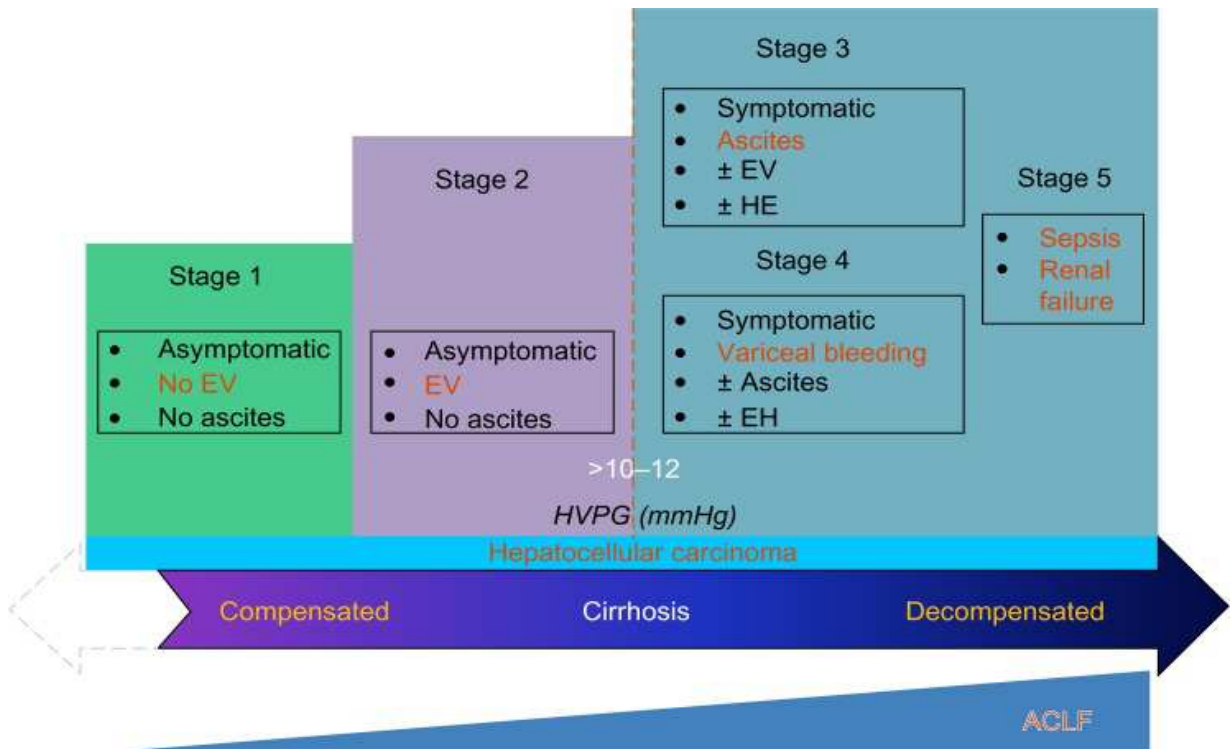 Stage 1
• Asymptomatic
• No EV
• No ascites
Stage 2
• Asymptomatic
• EV
• No ascites
Stage 3
• Symptomatic
• Ascites
• ± EV
• ± HE
Stage 4
• Symptomatic
• Variceal bleeding
• ± Ascites
• ± EH
Stage 5
• Sepsis
• Renal
failure
>10–12
HVPG (mmHg)
Hepatocellular carcinoma
Compensated Cirrhosis Decompensated
ACLF